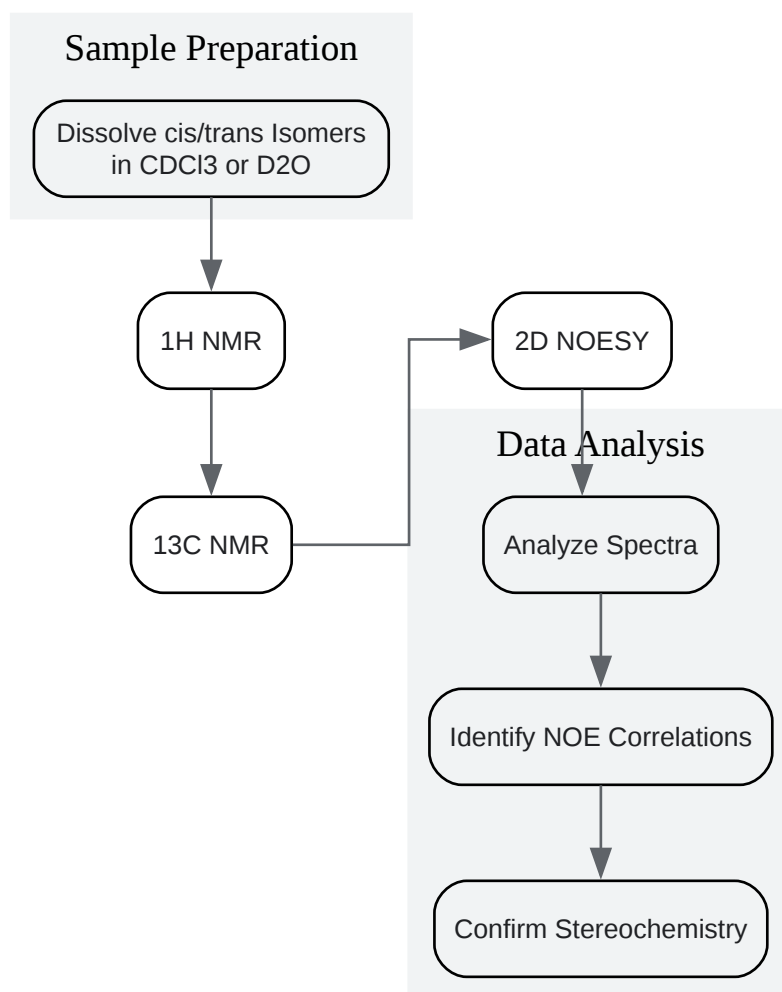 Sample Preparation
Dissolve cis/trans Isomers
in CDCl3 or D2O
1H NMR
13C NMR
2D NOESY
Data Analysis
Analyze Spectra
Identify NOE Correlations
Confirm Stereochemistry